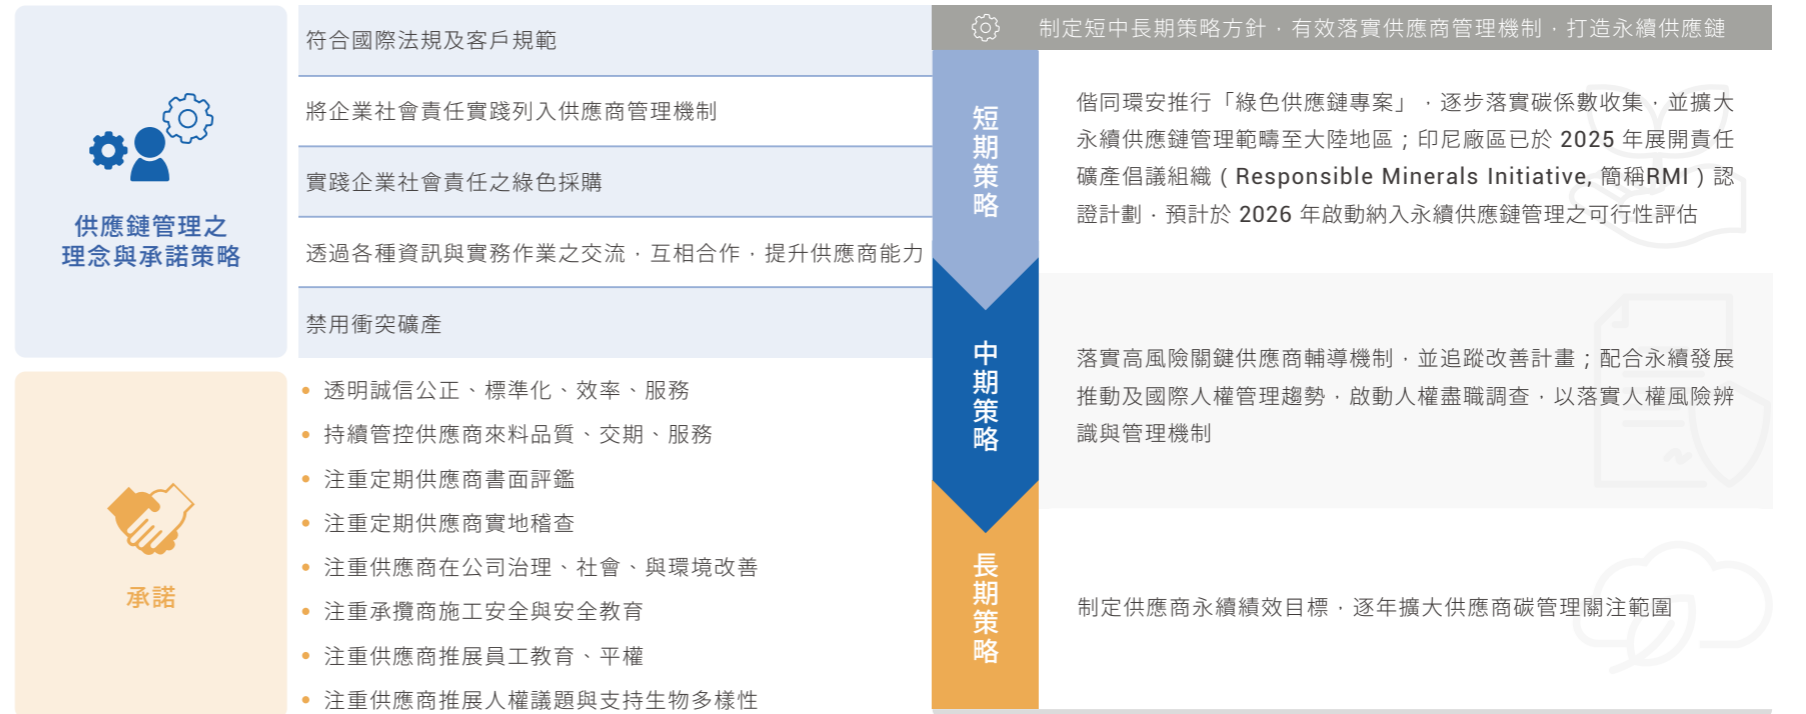 供應鏈管理之
理念與承諾策略
符合國際法規及客戶規範
將企業社會責任實踐列入供應商管理機制
實踐企業社會責任之綠色採購
透過各種資訊與實務作業之交流，互相合作，提升供應商能力
禁用衝突礦產
承諾
透明誠信公正、標準化、效率、服務
持續管控供應商來料品質、交期、服務
注重定期供應商書面評鑑
注重定期供應商實地稽查
注重供應商在公司治理、社會、與環境改善
注重承攬商施工安全與安全教育
注重供應商推展員工教育、平權
注重供應商推展人權議題與支持生物多樣性
制定短中長期策略方針，有效落實供應商管理機制，打造永續供應鏈
短期策略
偕同環安推行「綠色供應鏈專案」，逐步落實碳係數收集，並擴大
永續供應鏈管理範疇至大陸地區；印尼廠區已於 2025 年展開責任
礦產倡議組織 ( Responsible Minerals Initiative, 簡稱RMI ) 認
證計劃，預計於 2026 年啟動納入永續供應鏈管理之可行性評估
中期策略
落實高風險關鍵供應商輔導機制，並追蹤改善計畫；配合永續發展
推動及國際人權管理趨勢，啟動人權盡職調查，以落實人權風險辨
識與管理機制
長期策略
制定供應商永續績效目標，逐年擴大供應商碳管理關注範圍